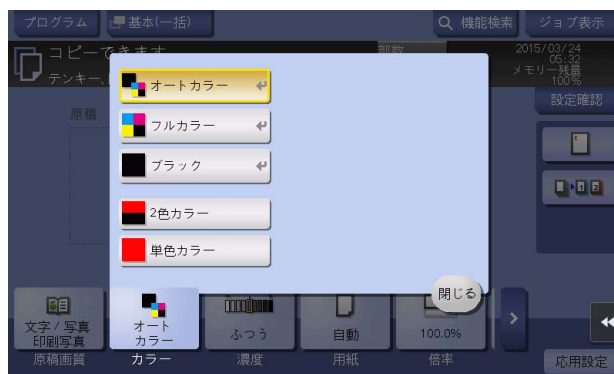 プログラム
基本(一括)
機能検索
ジョブ表示
コピーできます
部数
2015/03/24
05:32
テンキー、
メモリー残量
100%
設定確認
原稿
オートカラー
フルカラー
ブラック
2色カラー
単色カラー
閉じる
文字/写真
印刷写真
オート
カラー
ふつう
自動
100.0%
原稿画質
カラー
濃度
用紙
倍率
応用設定